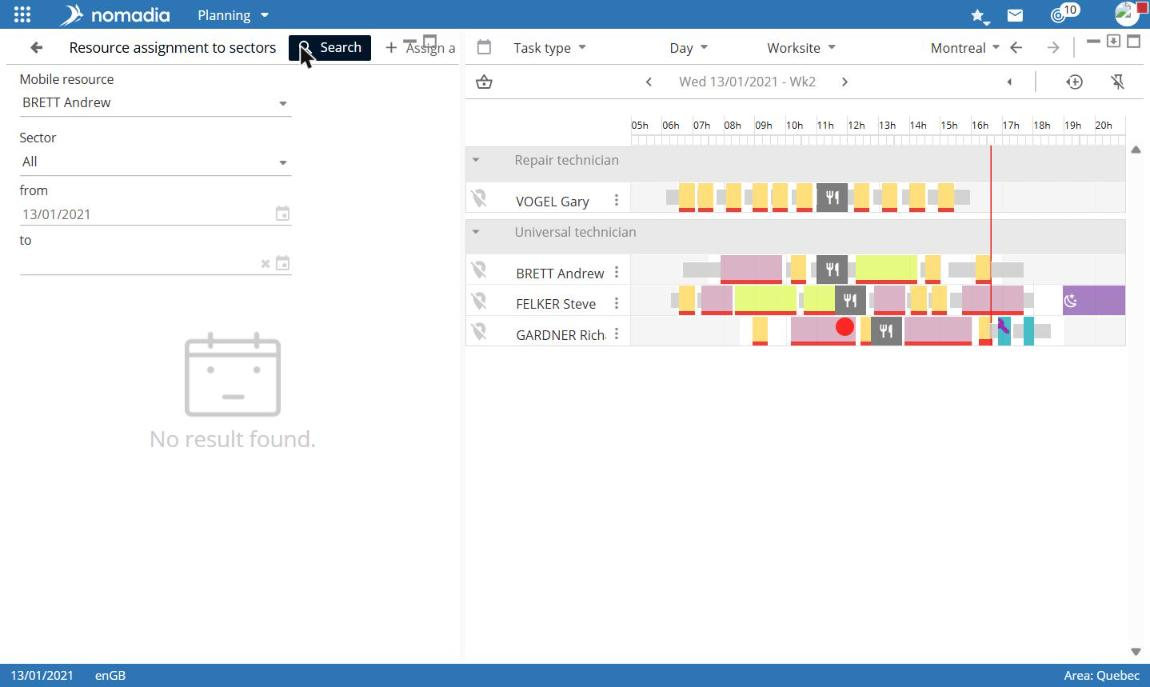 nomadia Planning 10
Resource assignment to sectors Search + Assign a
Mobile resource
BRETT Andrew
Sector
All
from
13/01/2021
to
No result found.
Task type Day Worksite Montreal
Wed 13/01/2021 - Wk2
05h 06h 07h 08h 09h 10h 11h 12h 13h 14h 15h 16h 17h 18h 19h 20h
Repair technician
VOGEL Gary
Universal technician
BRETT Andrew
FELKER Steve
GARDNER Rich
13/01/2021 enGB Area: Quebec